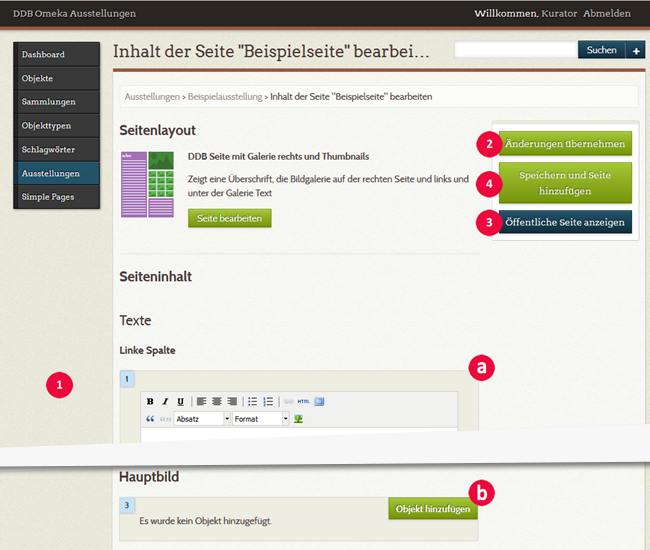 DDB Omeka Ausstellungen
Willkommen, Kurator Abmelden
Dashboard
Objekte
Sammlungen
Objekttypen
Schlagwörter
Ausstellungen
Simple Pages
Inhalt der Seite "Beispielseite" bearbei…
Suchen +
Ausstellungen > Beispielausstellung > Inhalt der Seite "Beispielseite" bearbeiten
Seitenlayout
DDB Seite mit Galerie rechts und Thumbnails
Zeigt eine Überschrift, die Bildgalerie auf der rechten Seite und links und
unter der Galerie Text
Seite bearbeiten
2 Änderungen übernehmen
4 Speichern und Seite
hinzufügen
3 Öffentliche Seite anzeigen
Seiteninhalt
Texte
Linke Spalte
1
a
1
B I U HTML
Absatz Format
Hauptbild
b
3
Objekt hinzufügen
Es wurde kein Objekt hinzugefügt.